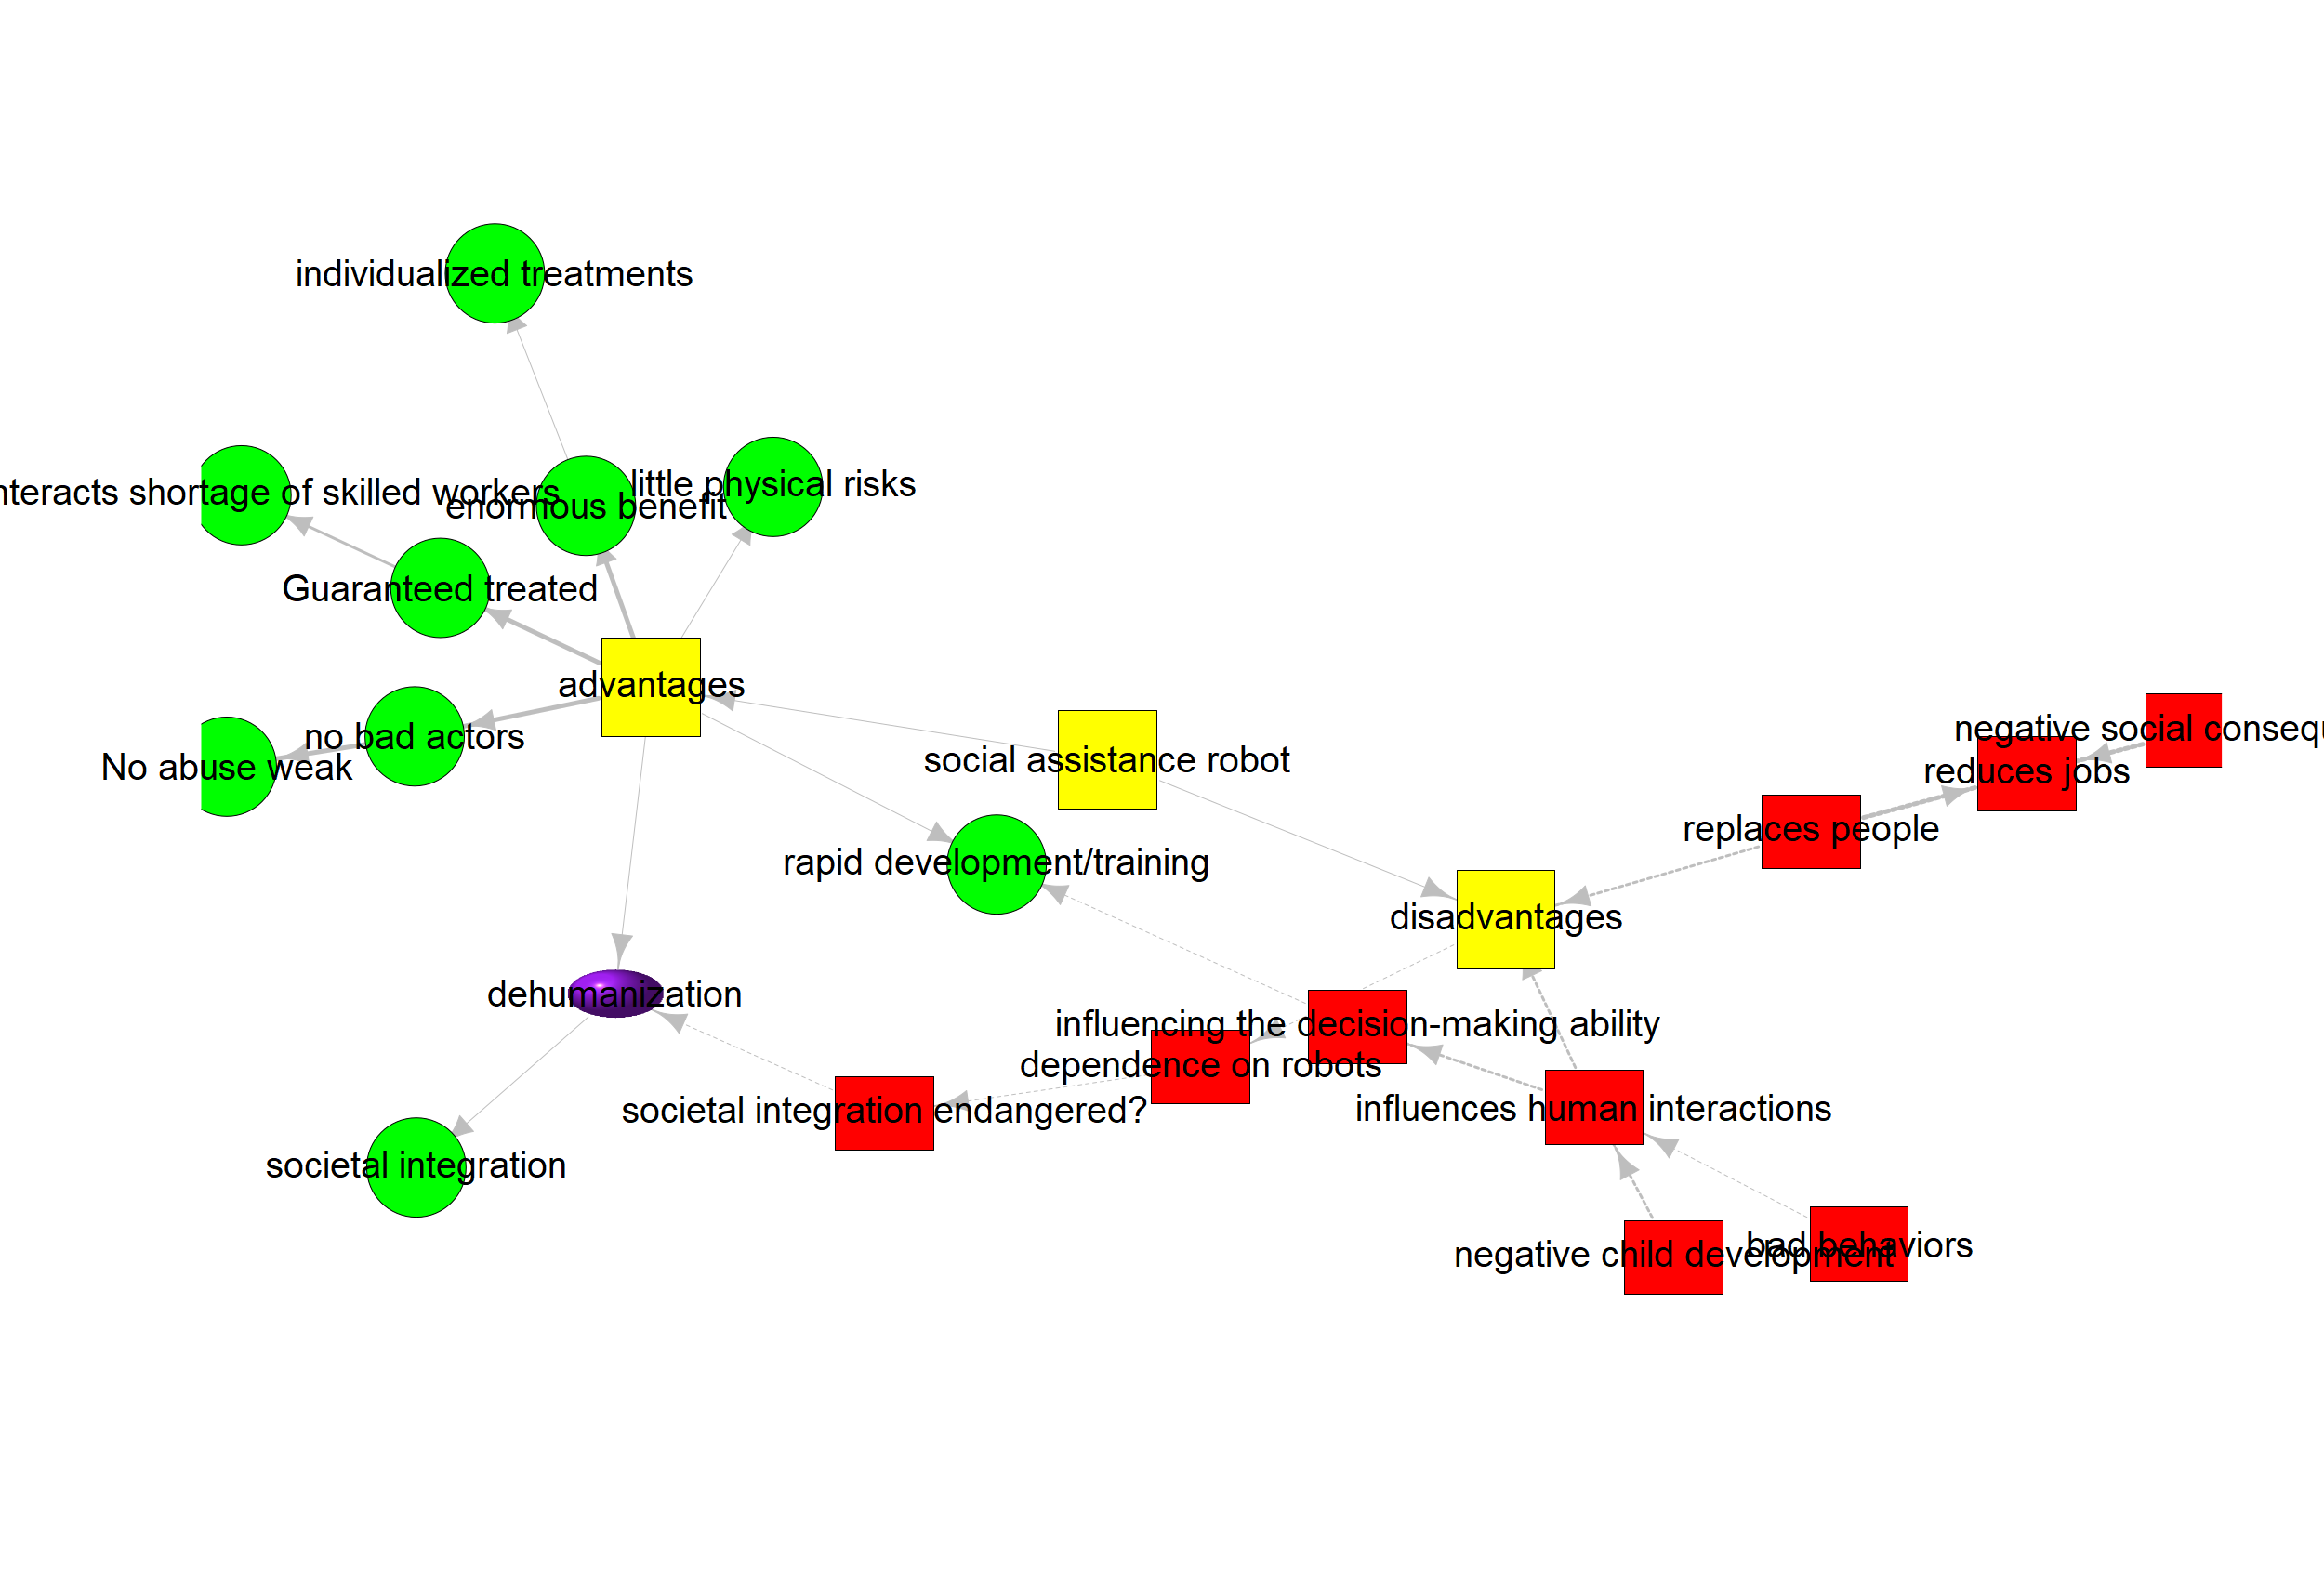 individualized treatments
little physical risks
nteracts shortage of skilled workers
enormous benefit
Guaranteed treated
advantages
negative social consequ
no bad actors
social assistance robot
No abuse weak
reduces jobs
replaces people
rapid development/training
disadvantages
dehumanization
influencing the decision-making ability
dependence on robots
societal integration endangered?
influences human interactions
societal integration
bad behaviors
negative child development